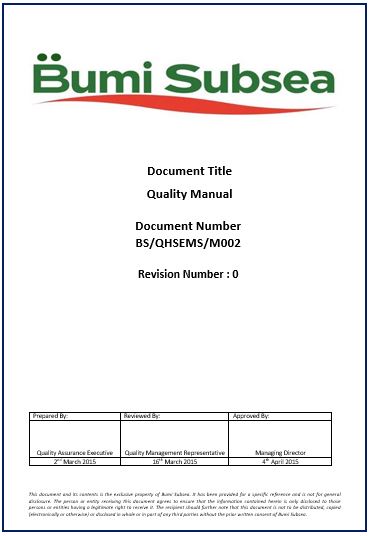 Bumi Subsea
Document Title
Quality Manual
Document Number
BS/QHSEMS/M002
Revision Number : 0
Prepared By: Reviewed By: Approved By:
Quality Assurance Executive Quality Management Representative Managing Director
2nd March 2015 16th March 2015 4th April 2015
This document and its contents is the exclusive property of Bumi Subsea. It has been provided for a specific reference and is not for general
disclosure. The person or entity receiving this document agrees to ensure that the information contained herein is only disclosed to those
persons or entities having a legitimate right to receive it. The recipient should further note that this document is not to be distributed, copied
(electronically or otherwise) or disclosed in whole or in part of any third parties without the prior written consent of Bumi Subsea.